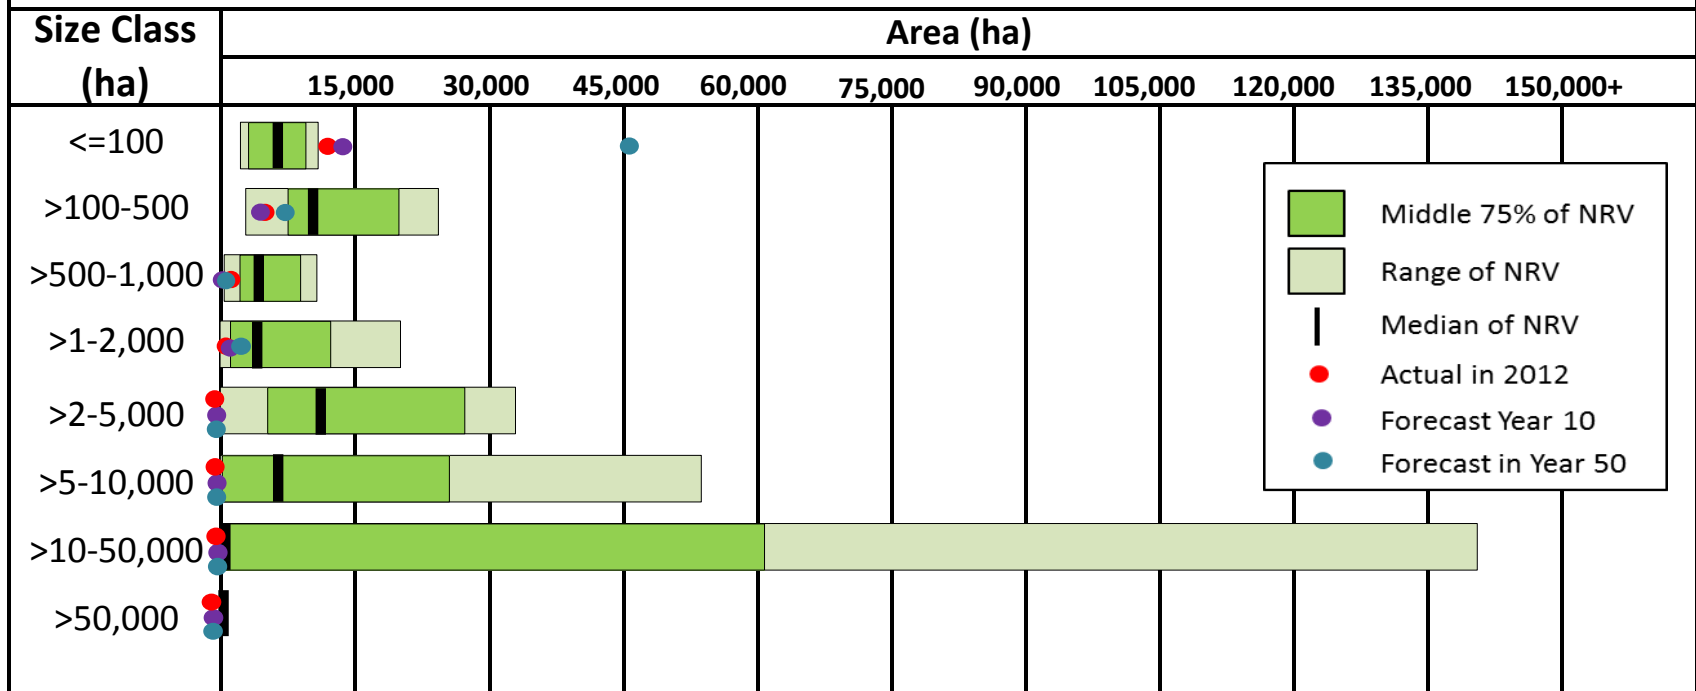 Size Class
(ha)
Area (ha)
15,000 30,000 45,000 60,000 75,000 90,000 105,000 120,000 135,000 150,000+
<=100
>100-500
>500-1,000
>1-2,000
>2-5,000
>5-10,000
>10-50,000
>50,000
Middle 75% of NRV
Range of NRV
Median of NRV
Actual in 2012
Forecast Year 10
Forecast in Year 50